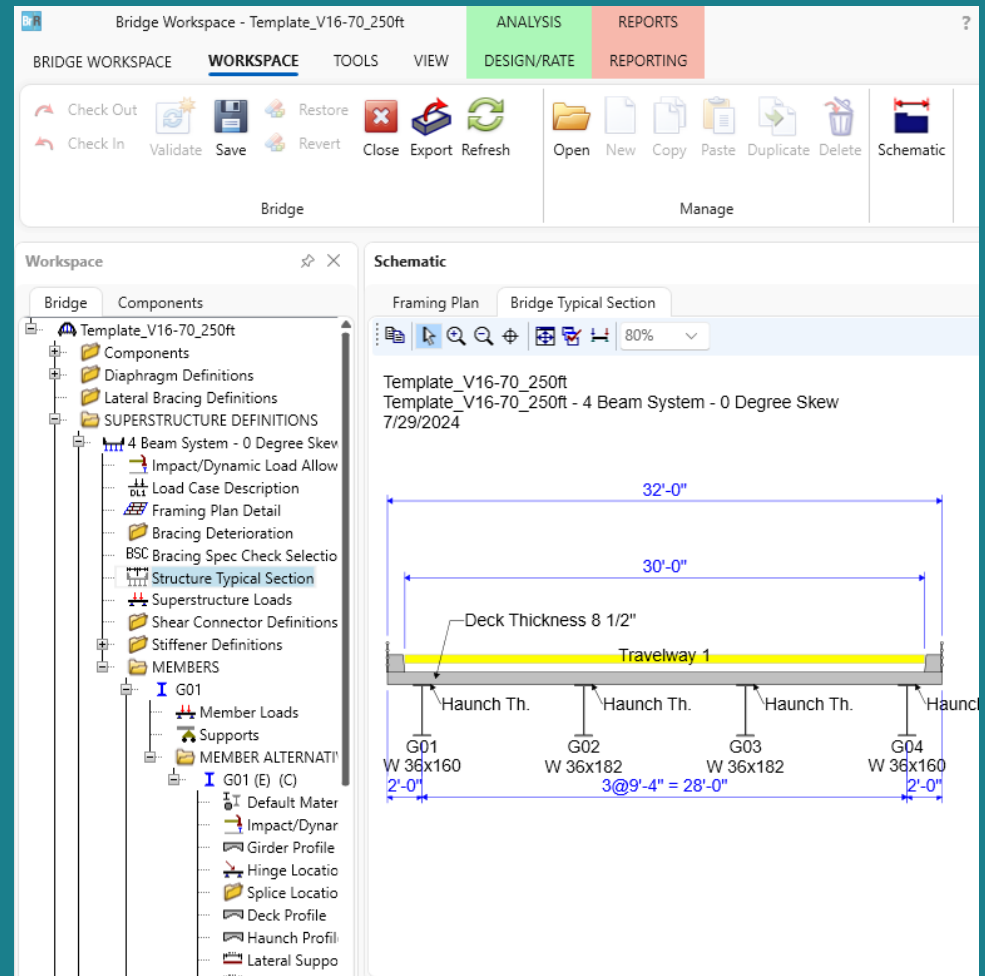 BrR Bridge Workspace - Template_V16-70_250ft ANALYSIS REPORTS ?
BRIDGE WORKSPACE WORKSPACE TOOLS VIEW DESIGN/RATE REPORTING
Check Out
Check In
Validate
Save
Restore
Revert
Close
Export
Refresh
Open
New
Copy
Paste
Duplicate
Delete
Schematic
Bridge
Manage
Workspace
Bridge Components
Template_V16-70_250ft
Components
Diaphragm Definitions
Lateral Bracing Definitions
SUPERSTRUCTURE DEFINITIONS
4 Beam System - 0 Degree Skew
Impact/Dynamic Load Allow
DL1 Load Case Description
Framing Plan Detail
Bracing Deterioration
BSC Bracing Spec Check Selectio
Structure Typical Section
Superstructure Loads
Shear Connector Definitions
Stiffener Definitions
MEMBERS
G01
Member Loads
Supports
MEMBER ALTERNATI
G01 (E) (C)
Default Mater
Impact/Dynar
Girder Profile
Hinge Locatio
Splice Locatio
Deck Profile
Haunch Profil
Lateral Suppo
Schematic
Framing Plan Bridge Typical Section
80%
Template_V16-70_250ft
Template_V16-70_250ft - 4 Beam System - 0 Degree Skew
7/29/2024
32'-0"
30'-0"
Deck Thickness 8 1/2"
Travelway 1
Haunch Th. Haunch Th. Haunch Th. Haunch
G01 G02 G03 G04
W 36x160 W 36x182 W 36x182 W 36x160
2'-0" 3@9'-4" = 28'-0" 2'-0"